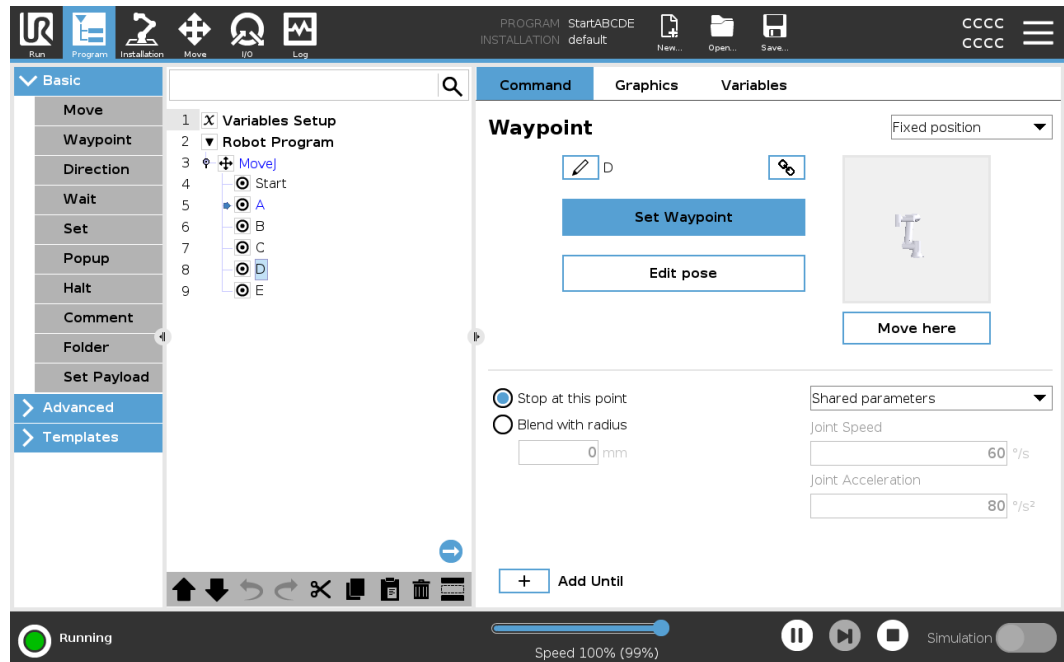 PROGRAM StartABCDE
INSTALLATION default
Run
Program
Installation
Move
I/O
Log
New...
Open...
Save...
CCCC
CCCC
Basic
Move
Waypoint
Direction
Wait
Set
Popup
Halt
Comment
Folder
Set Payload
Advanced
Templates
1 X Variables Setup
2 Robot Program
3 MoveJ
4 Start
5 A
6 B
7 C
8 D
9 E
Command Graphics Variables
Waypoint
Fixed position
D
Set Waypoint
Edit pose
Move here
Stop at this point
Blend with radius
0 mm
Shared parameters
Joint Speed
60 °/s
Joint Acceleration
80 °/s²
+ Add Until
Running
Speed 100% (99%)
Simulation